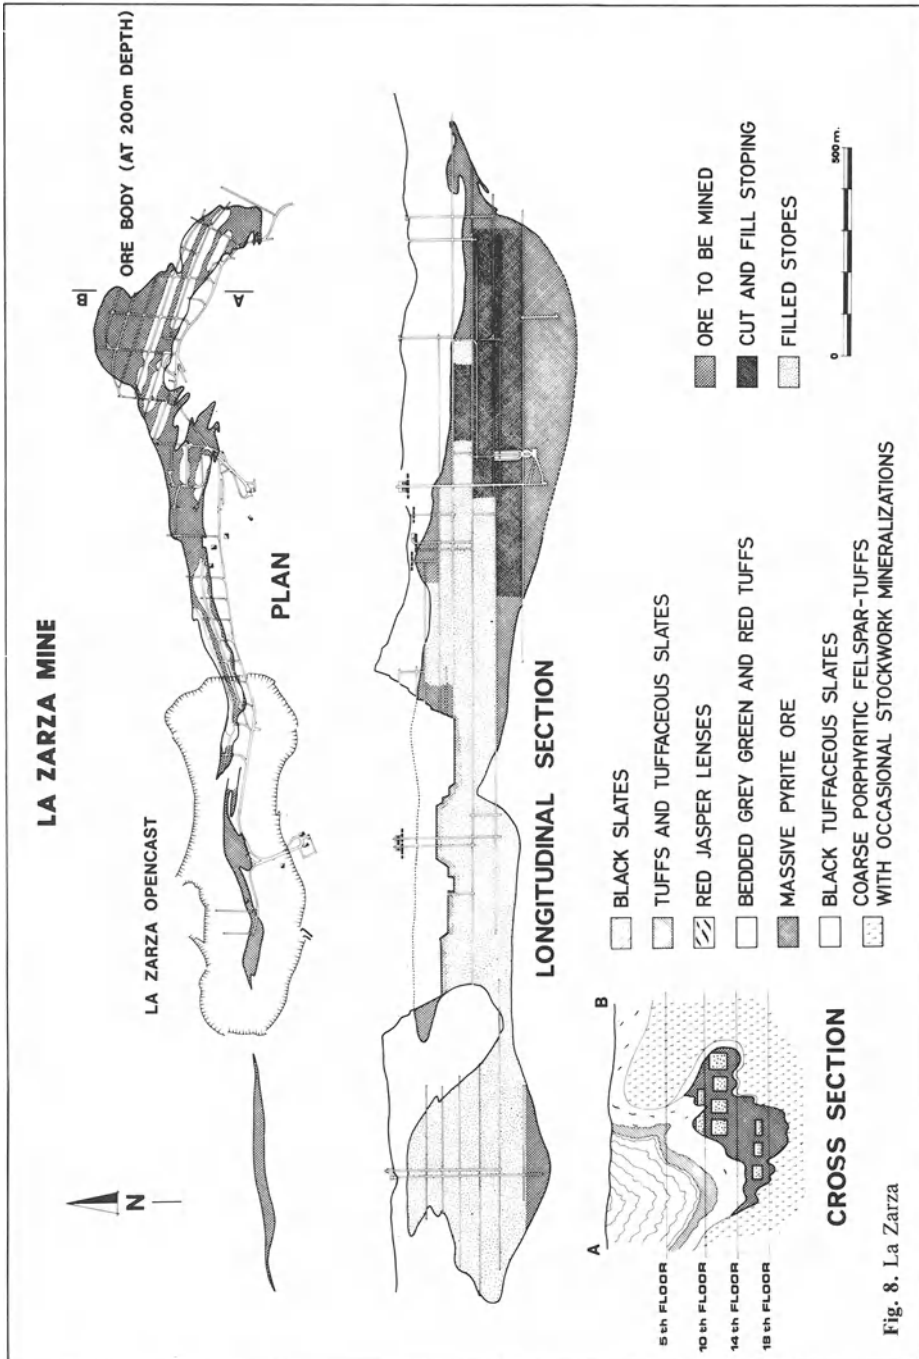 LA ZARZA MINE
LA ZARZA OPENCAST
ORE BODY (AT 200m DEPTH)
B
A
N
PLAN
LONGITUDINAL SECTION
A
B
5th FLOOR
10th FLOOR
14th FLOOR
18th FLOOR
CROSS SECTION
BLACK SLATES
TUFFS AND TUFFACEOUS SLATES
RED JASPER LENSES
BEDDED GREY GREEN AND RED TUFFS
MASSIVE PYRITE ORE
BLACK TUFFACEOUS SLATES
COARSE PORPHYRITIC FELSPAR-TUFFS
WITH OCCASIONAL STOCKWORK MINERALIZATIONS
ORE TO BE MINED
CUT AND FILL STOPING
FILLED STOPES
0 500 m.
Fig. 8. La Zarza